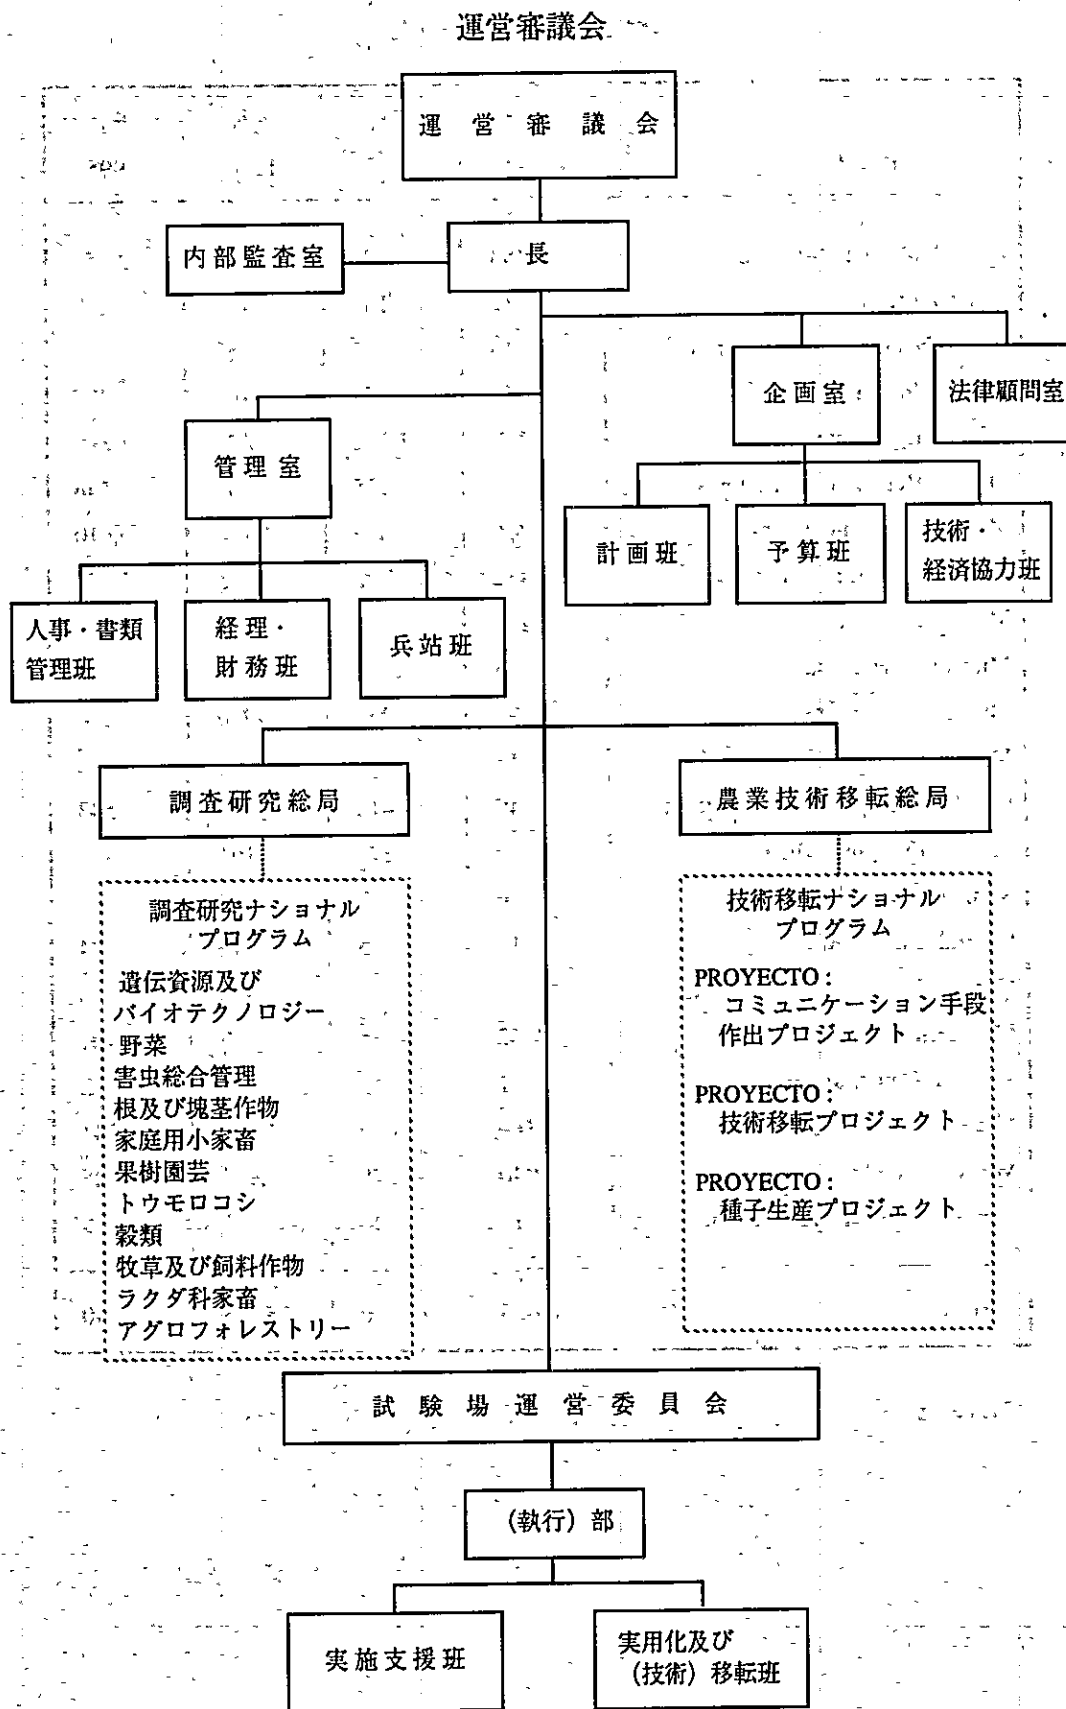 運営審議会
運営審議会
内部監査室
長
企画室
法律顧問室
管理室
計画班
予算班
技術・
経済協力班
人事・書類
管理班
経理・
財務班
兵站班
調査研究総局
農業技術移転総局
調査研究ナショナル
プログラム
遺伝資源及び
バイオテクノロジー
野菜
害虫総合管理
根及び塊茎作物
家庭用小家畜
果樹園芸
トウモロコシ
穀類
牧草及び飼料作物
ラクダ科家畜
アグロフォレストリー
技術移転ナショナル
プログラム
PROYECTO：
コミュニケーション手段
作出プロジェクト
PROYECTO：
技術移転プロジェクト
PROYECTO：
種子生産プロジェクト
試験場運営委員会
（執行）部
実施支援班
実用化及び
（技術）移転班